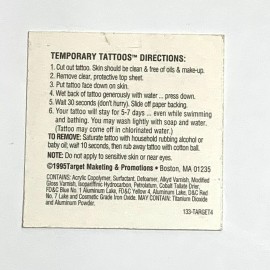 TEMPORARY TATTOOS™ DIRECTIONS:
1. Cut out tattoo. Skin should be clean & free of oils & make-up.
2. Remove clear, protective top sheet.
3. Put tattoo face down on skin.
4. Wet back of tattoo generously with water ... press down.
5. Wait 30 seconds (don't hurry). Slide off paper backing.
6. Your tattoo will stay for 5-7 days ... even while swimming
and bathing. You may wash lightly with soap and water.
(Tattoo may come off in chlorinated water.)
TO REMOVE: Saturate tattoo with household rubbing alcohol or
baby oil; wait 10 seconds, then rub away tattoo with cotton ball.
NOTE: Do not apply to sensitive skin or near eyes.
©1995Target Maketing & Promotions • Boston, MA 01235
CONTAINS: Acrylic Copolymer, Surfactant, Defoamer, Alkyd Varnish, Modified
Gloss Varnish, Isopariffinic Hydrocarbon, Petroleum, Cobalt Tallate Drier,
FD&C Blue No. 1 Aluminum Lake, FD&C Yellow No. 5 Aluminum Lake, D&C Red
No. 7 Lake and Cosmetic Grade Iron Oxide. MAY CONTAIN: Titanium Dioxide
and Aluminum Powder.
133-TARGET4